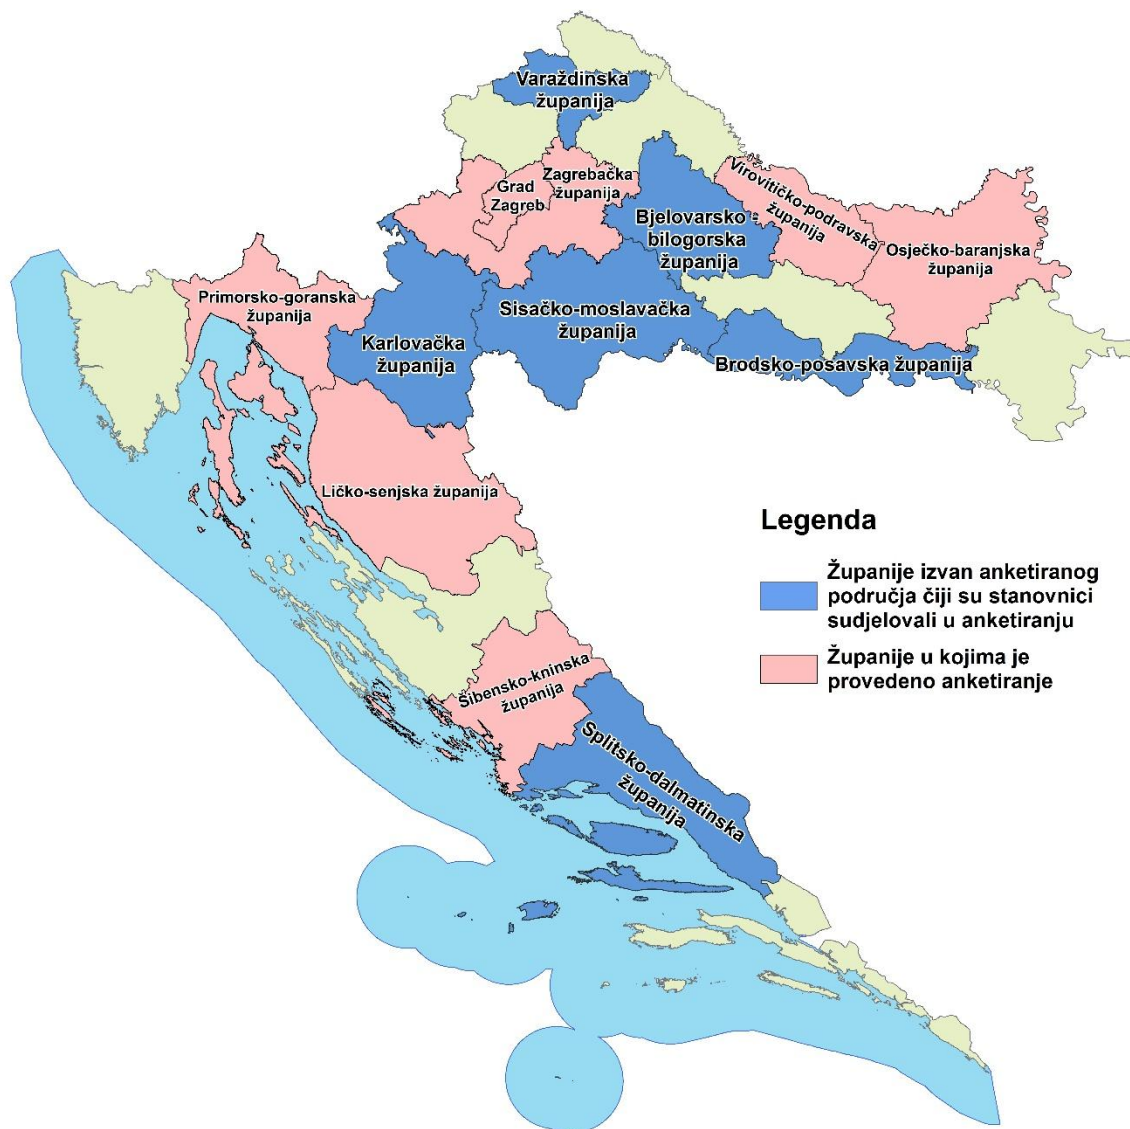 Varaždinska
županija
Zagrebačka
županija
Grad
Zagreb
Virovitičko-podravska
županija
Bjelovarsko
bilogorska
županija
Osječko-baranjska
županija
Primorsko-goranska
županija
Sisačko-moslavačka
županija
Karlovačka
županija
Brodsko-posavska županija
Ličko-senjska županija
Legenda
Županije izvan anketiranog
područja čiji su stanovnici
sudjelovali u anketiranju
Županije u kojima je
provedeno anketiranje
Šibensko-kninska
županija
Splitsko-dalmatinska
županija